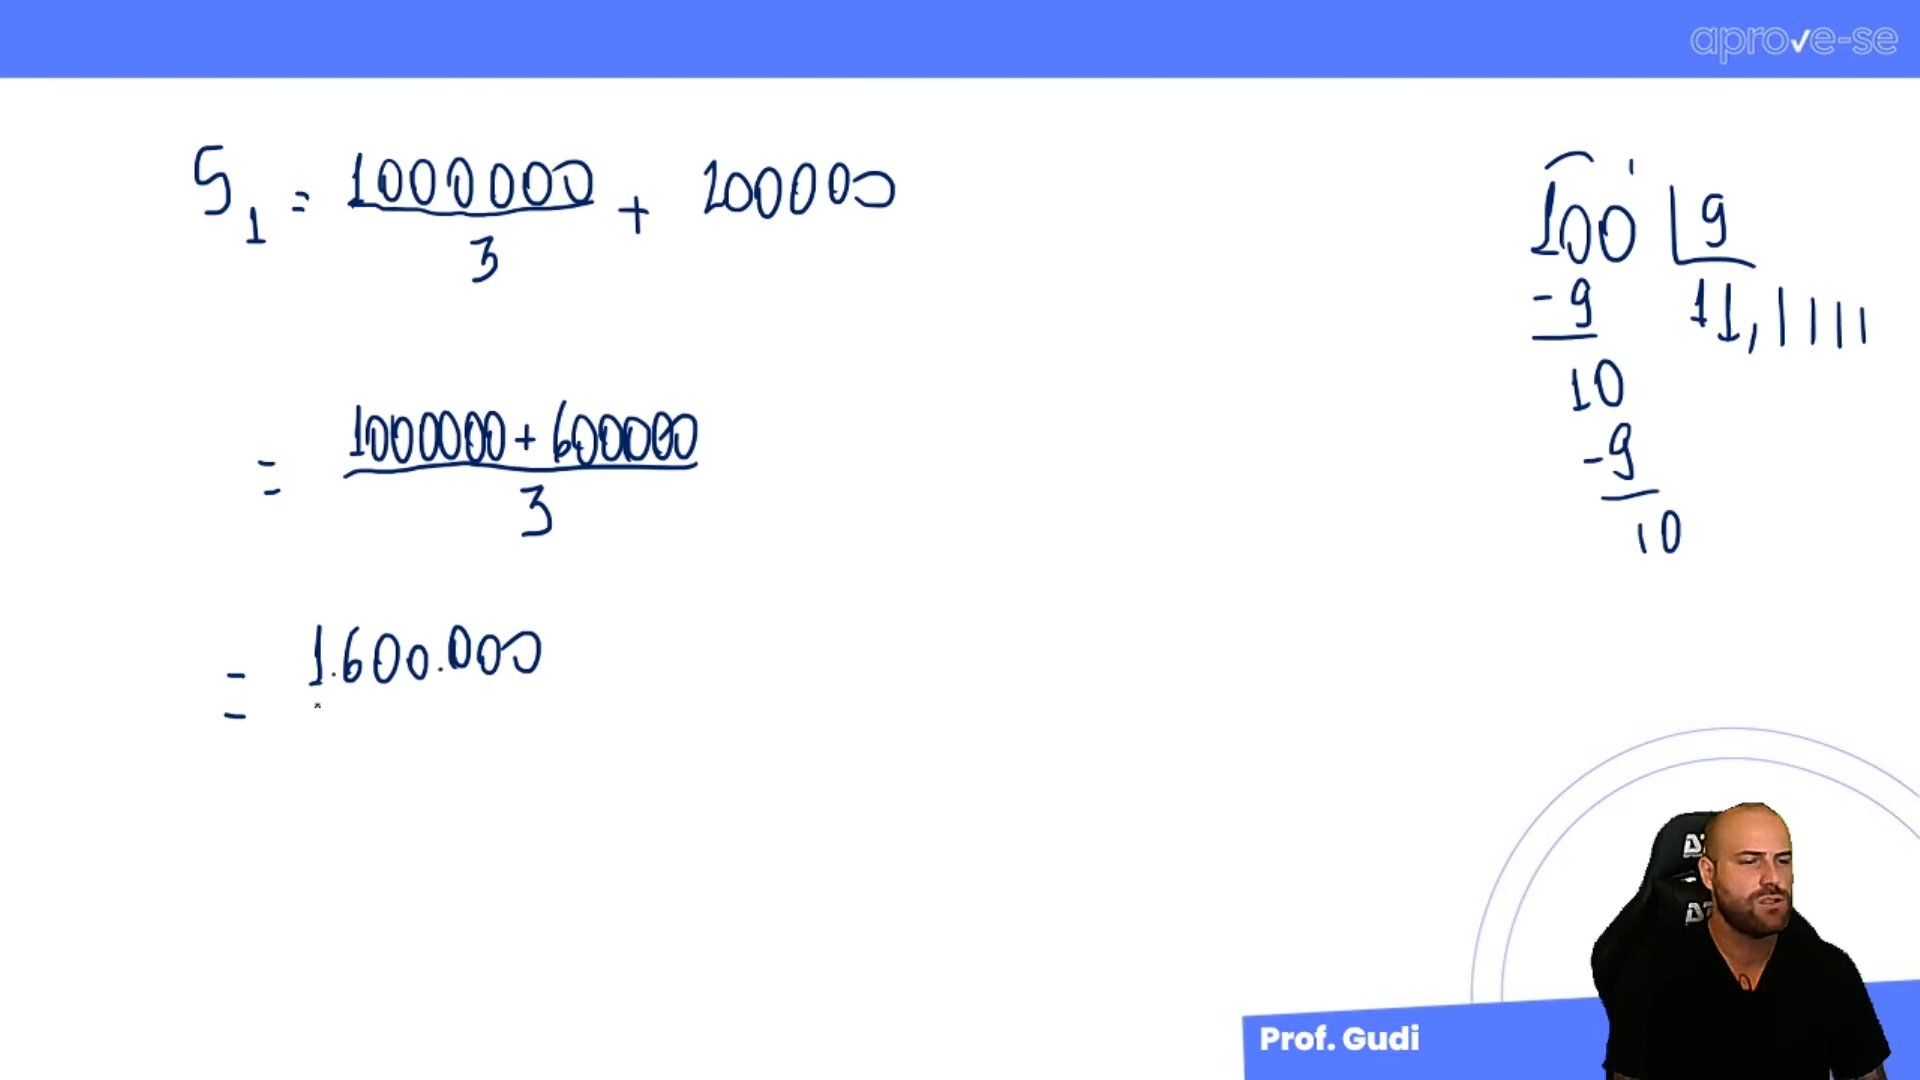 aprove-se
S1 = 1000000/3 + 200000
= 1000000 + 600000/3
= 1.600.000
100 | 9
- 9 11,1111
10
- 9
10
Prof. Gudi